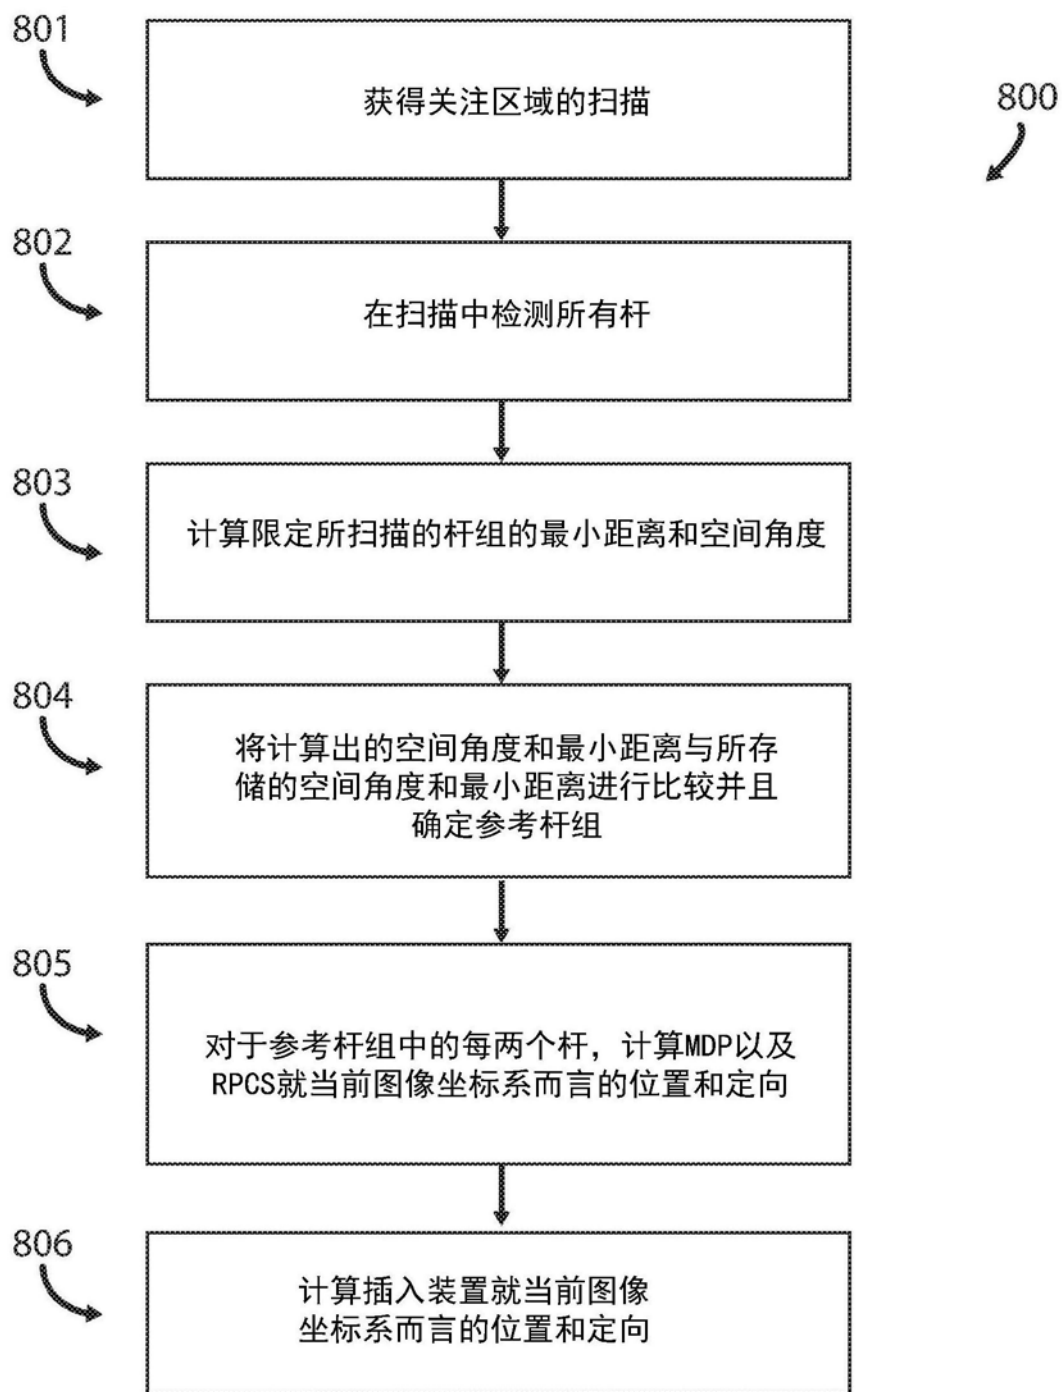 801
获得关注区域的扫描
800
802
在扫描中检测所有杆
803
计算限定所扫描的杆组的最小距离和空间角度
804
将计算出的空间角度和最小距离与所存
储的空间角度和最小距离进行比较并且
确定参考杆组
805
对于参考杆组中的每两个杆，计算MDP以及
RPCS就当前图像坐标系而言的位置和定向
806
计算插入装置就当前图像
坐标系而言的位置和定向